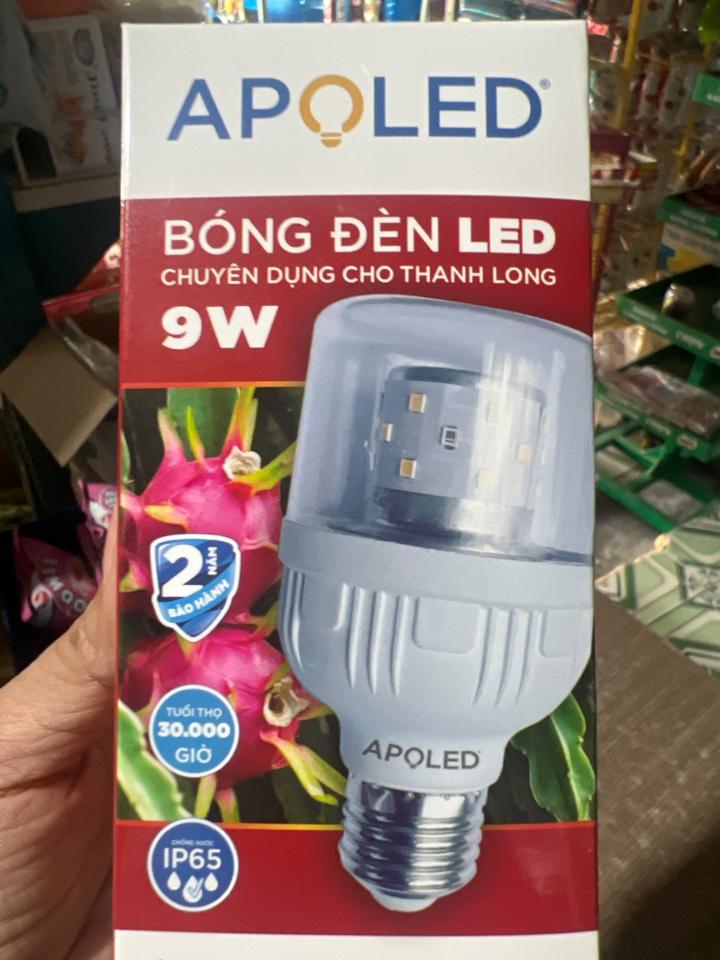 APOLED®
BÓNG ĐÈN LED
CHUYÊN DỤNG CHO THANH LONG
9W
2 NĂM
BẢO HÀNH
TUỔI THỌ
30.000
GIỜ
APOLED
CHỐNG NƯỚC
IP65